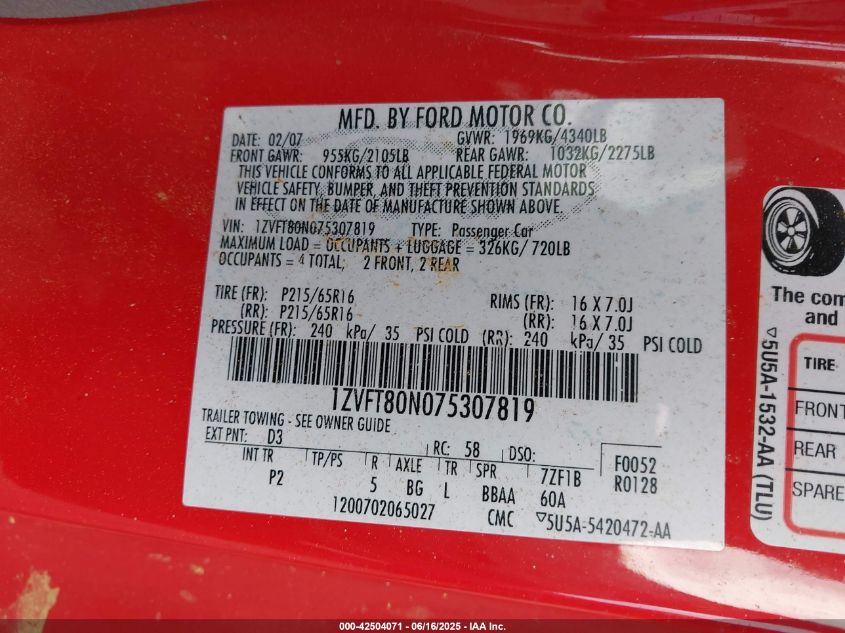 MFD. BY FORD MOTOR CO.
DATE: 02/07 GVWR: 1969KG/4340LB
FRONT GAWR: 955KG/2105LB REAR GAWR: 1032KG/2275LB
THIS VEHICLE CONFORMS TO ALL APPLICABLE FEDERAL MOTOR
VEHICLE SAFETY, BUMPER, AND THEFT PREVENTION STANDARDS
IN EFFECT ON THE DATE OF MANUFACTURE SHOWN ABOVE.
VIN: 1ZVFT80N075307819 TYPE: Passenger Car
MAXIMUM LOAD = OCCUPANTS + LUGGAGE = 326KG/ 720LB
OCCUPANTS = 4 TOTAL, 2 FRONT, 2 REAR
TIRE (FR): P215/65R16 RIMS (FR): 16 X 7.0J
(RR): P215/65R16 (RR): 16 X 7.0J
PRESSURE (FR): 240 kPa/ 35 PSI COLD (RR): 240 kPa/ 35 PSI COLD
1ZVFT80N075307819
TRAILER TOWING - SEE OWNER GUIDE
EXT PNT: D3 RC: 58 DSO: F0052
INT TR TP/PS R AXLE TR SPR 7ZF1B R0128
P2 5 BG L BBAA 60A
1200702065027 CMC ▽5U5A-5420472-AA
The com
and
▽5U5A-1532-AA (TLU)
TIRE
FRONT
REAR
SPARE
000-42504071 - 06/16/2025 - IAA Inc.